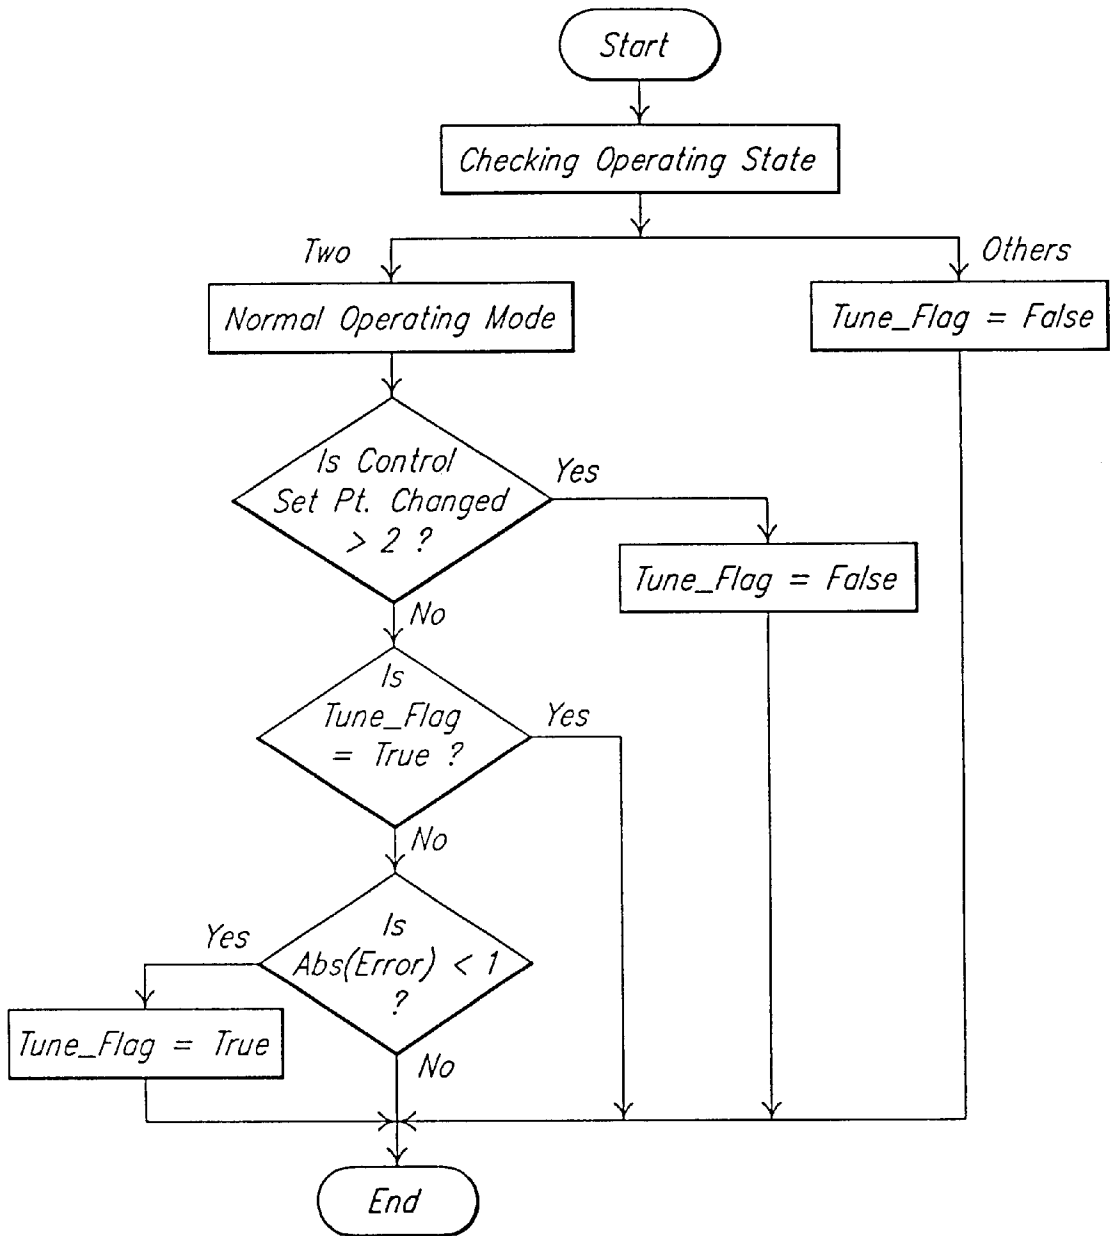 Start
Checking Operating State
Two
Others
Normal Operating Mode
Tune_Flag = False
Is Control
Set Pt. Changed
> 2 ?
Yes
Tune_Flag = False
No
Is
Tune_Flag
= True ?
Yes
No
Is
Abs(Error) < 1
?
Yes
Tune_Flag = True
No
End